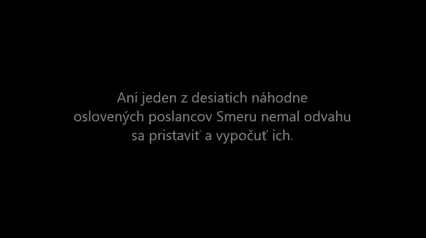 Ani jeden z desiatich náhodne
oslovených poslancov Smeru nemal odvahu
sa pristaviť a vypočuť ich.